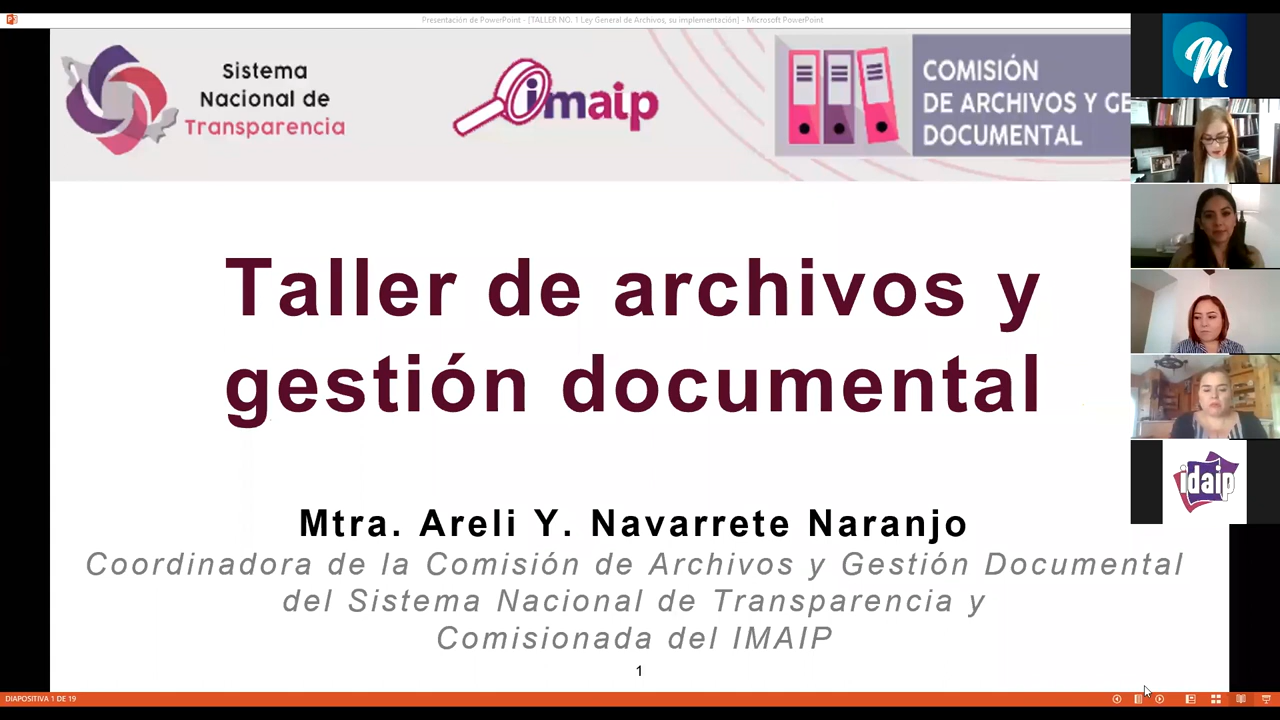 Presentación de PowerPoint - [TALLER NO. 1 Ley General de Archivos, su implementación] - Microsoft PowerPoint
Sistema
Nacional de
Transparencia
imaip
COMISIÓN
DE ARCHIVOS Y GE
DOCUMENTAL
M
Taller de archivos y
gestión documental
idaip
Mtra. Areli Y. Navarrete Naranjo
Coordinadora de la Comisión de Archivos y Gestión Documental
del Sistema Nacional de Transparencia y
Comisionada del IMAIP
1
DIAPOSITIVA 1 DE 19